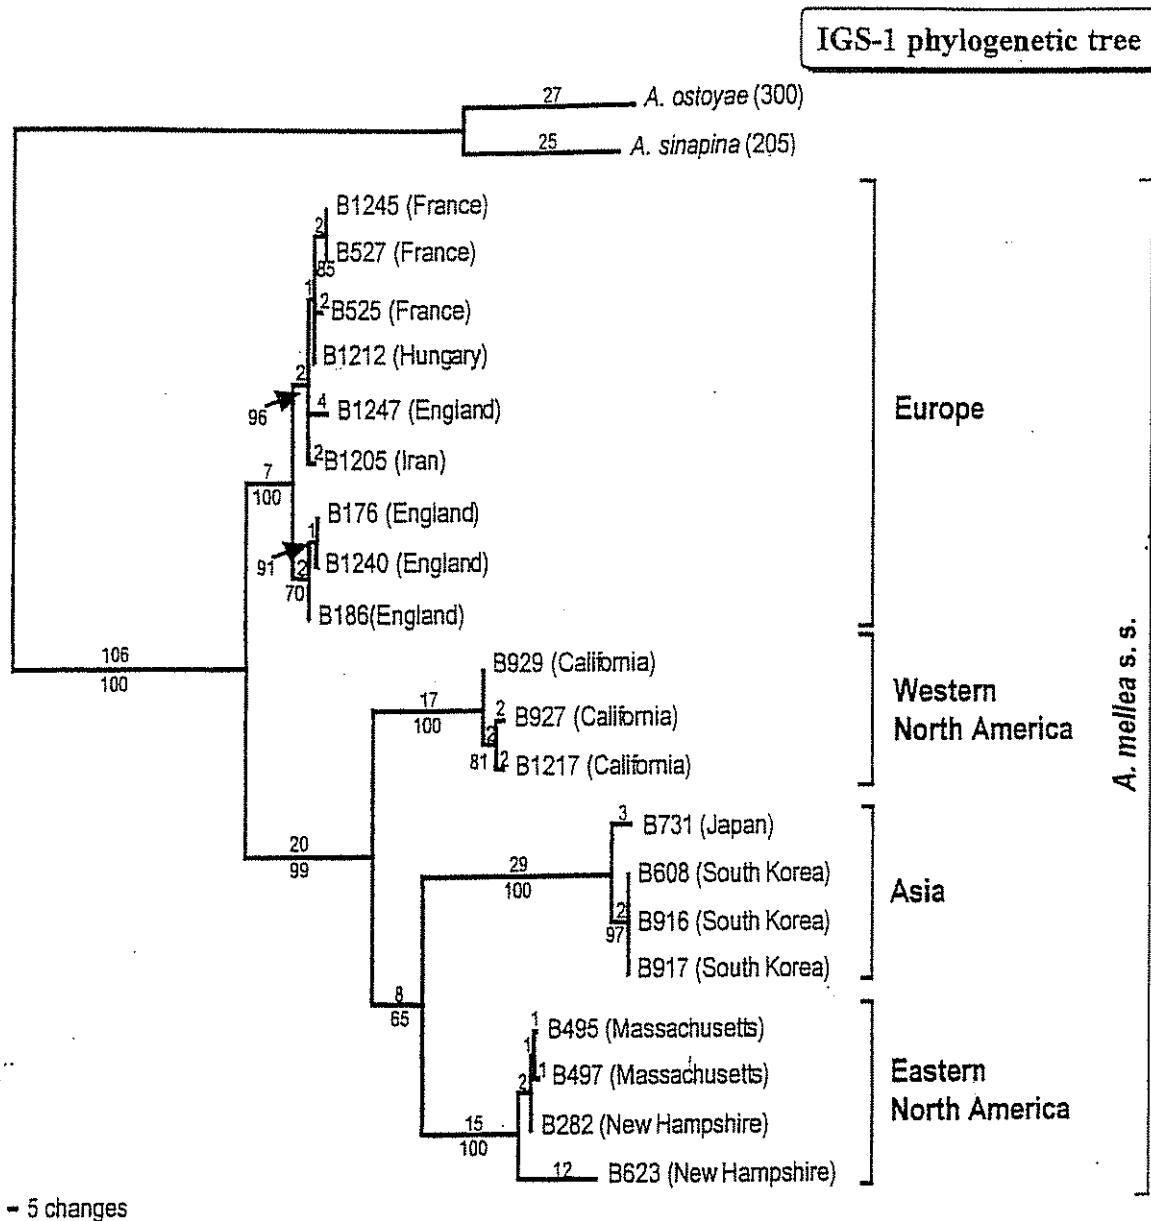 IGS-1 phylogenetic tree
27
A. ostoyae (300)
25
A. sinapina (205)
B1245 (France)
2
B527 (France)
85
1
2
B525 (France)
B1212 (Hungary)
2
96
4
B1247 (England)
Europe
2
B1205 (Iran)
7
100
B176 (England)
1
91
B1240 (England)
2
70
B186(England)
106
100
B929 (California)
17
100
2
B927 (California)
2
81
2
B1217 (California)
Western
North America
A. mellea s. s.
3
B731 (Japan)
20
99
29
100
B608 (South Korea)
2
97
B916 (South Korea)
Asia
B917 (South Korea)
8
65
1
B495 (Massachusetts)
1
1
B497 (Massachusetts)
2
Eastern
North America
B282 (New Hampshire)
15
100
12
B623 (New Hampshire)
- 5 changes